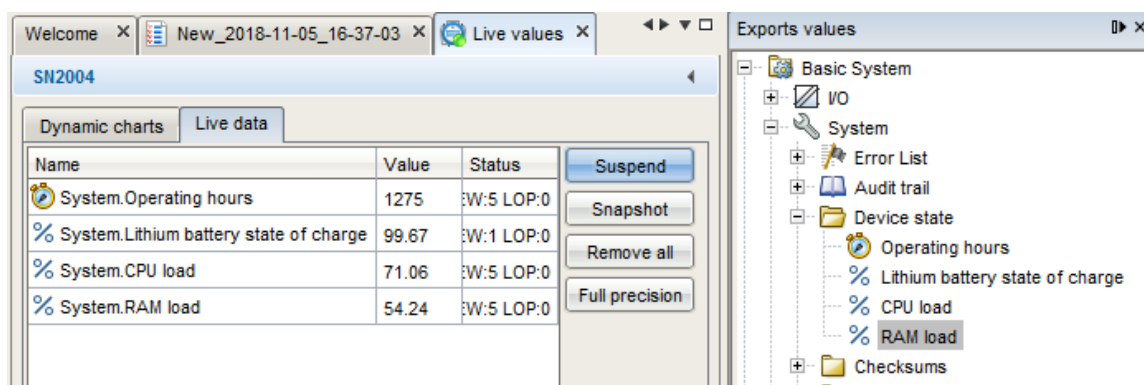 Welcome
New_2018-11-05_16-37-03
Live values
SN2004
Dynamic charts
Live data
Name Value Status
System.Operating hours 1275 :W:5 LOP:0
System.Lithium battery state of charge 99.67 :W:1 LOP:0
System.CPU load 71.06 :W:5 LOP:0
System.RAM load 54.24 :W:5 LOP:0
Suspend
Snapshot
Remove all
Full precision
Exports values
Basic System
I/O
System
Error List
Audit trail
Device state
Operating hours
Lithium battery state of charge
CPU load
RAM load
Checksums